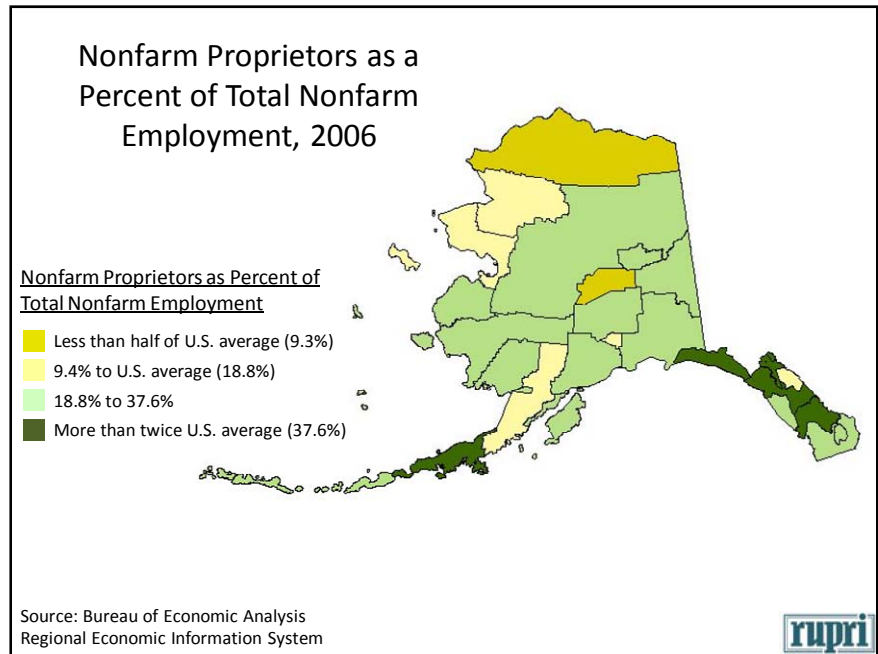 Nonfarm Proprietors as a
Percent of Total Nonfarm
Employment, 2006
Nonfarm Proprietors as Percent of
Total Nonfarm Employment
Less than half of U.S. average (9.3%)
9.4% to U.S. average (18.8%)
18.8% to 37.6%
More than twice U.S. average (37.6%)
Source: Bureau of Economic Analysis
Regional Economic Information System
rupri